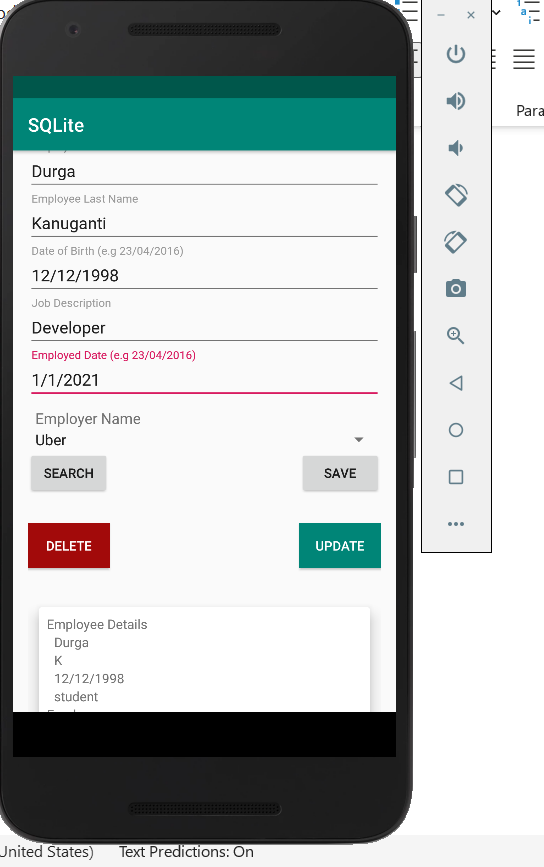 SQLite
Para
Durga
Employee Last Name
Kanuganti
Date of Birth (e.g 23/04/2016)
12/12/1998
Job Description
Developer
Employed Date (e.g 23/04/2016)
1/1/2021
Employer Name
Uber
SEARCH SAVE
DELETE UPDATE
Employee Details
Durga
K
12/12/1998
student
United States) Text Predictions: On